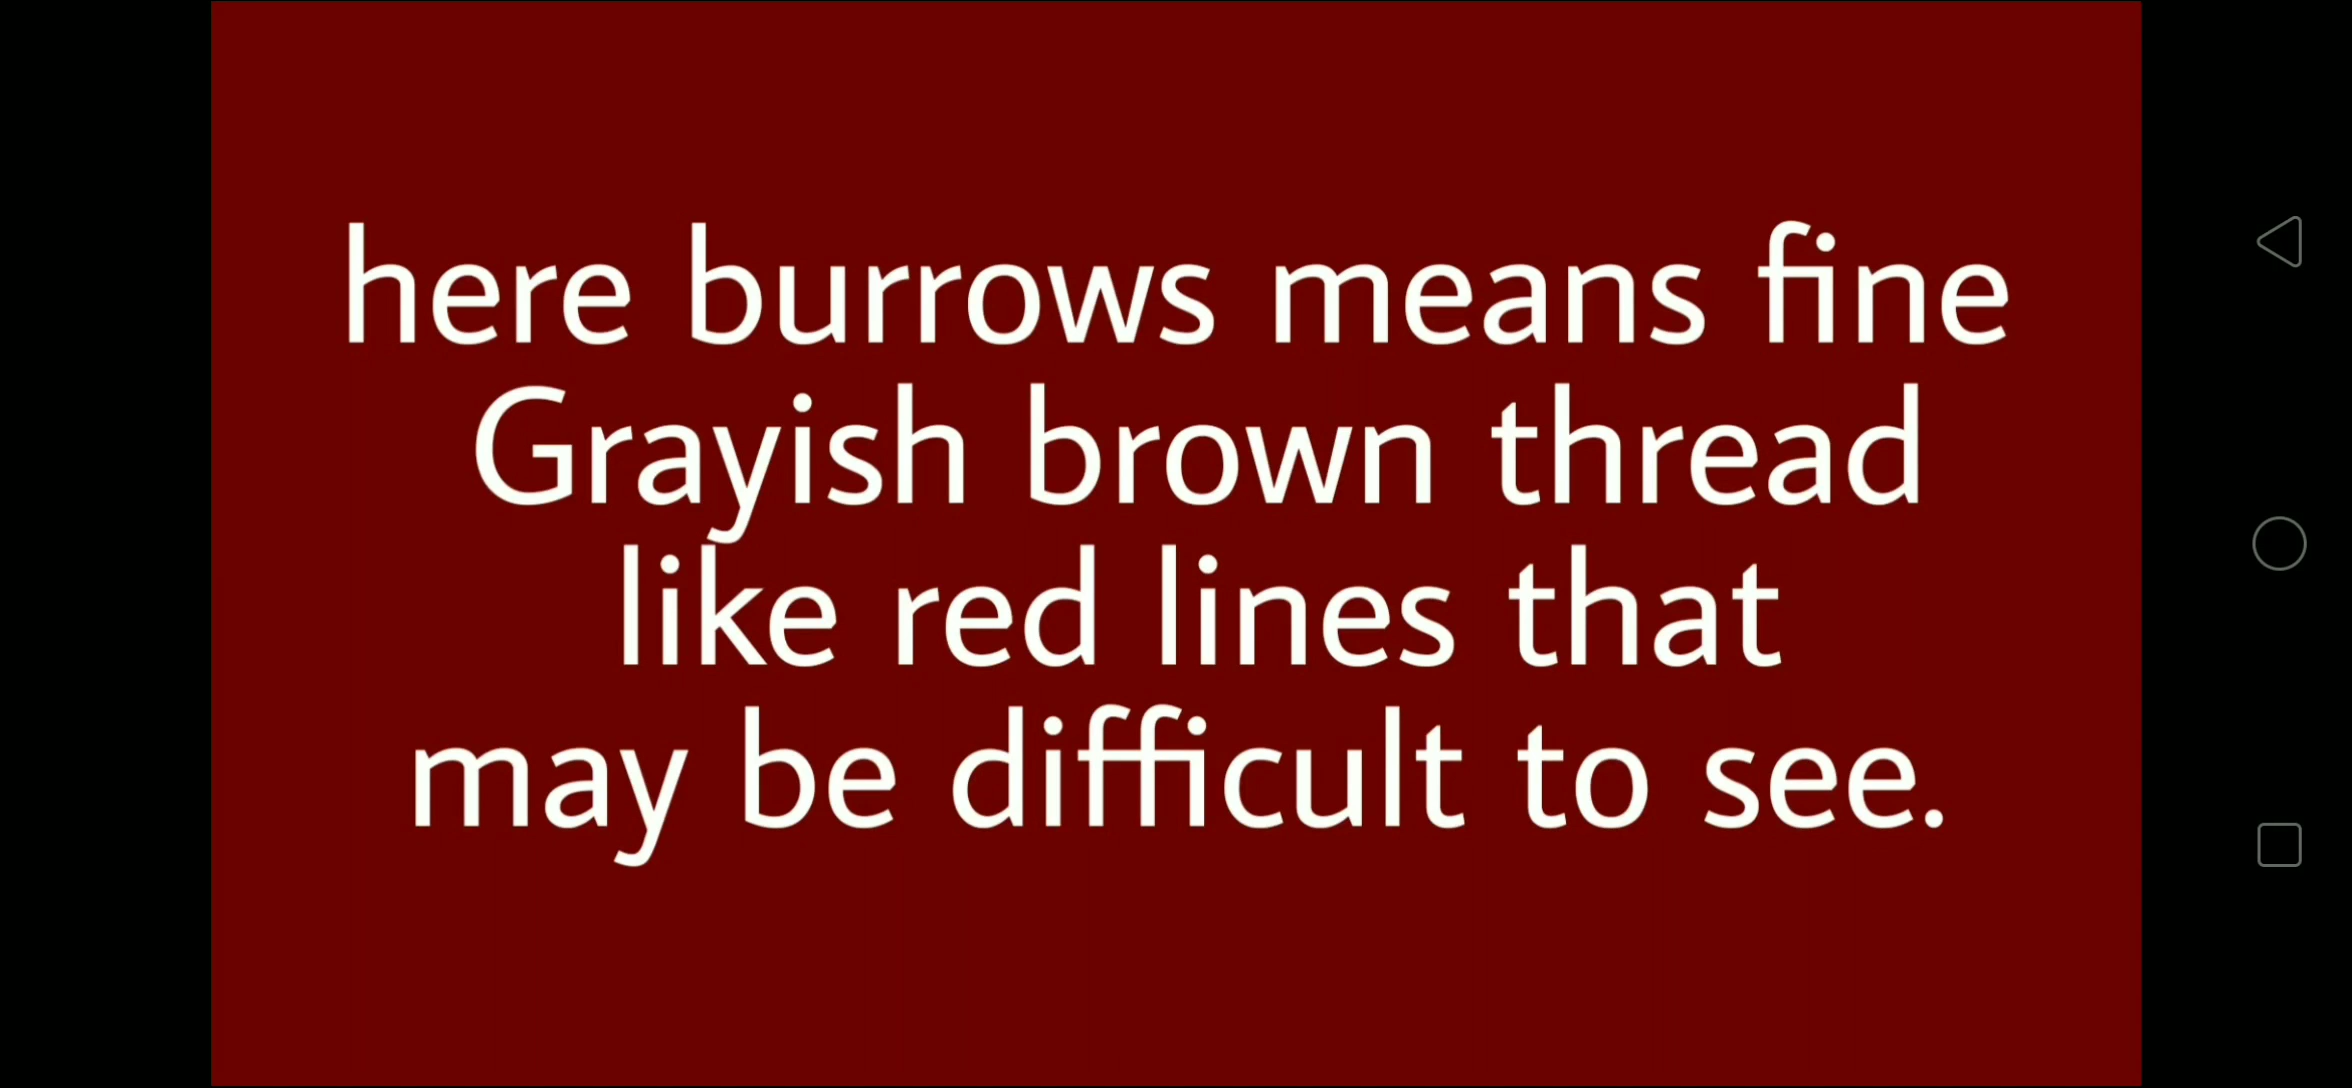 here burrows means fine
Grayish brown thread
like red lines that
may be difficult to see.